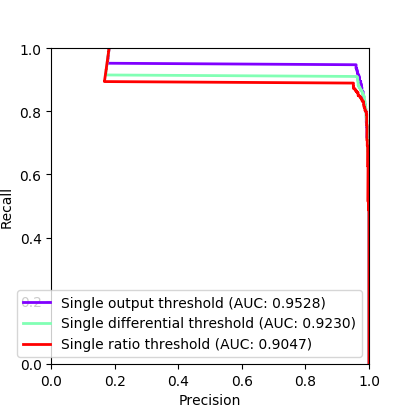 1.0
0.8
0.6
0.4
0.2
0.0
Recall
Single output threshold (AUC: 0.9528)
Single differential threshold (AUC: 0.9230)
Single ratio threshold (AUC: 0.9047)
0.0 0.2 0.4 0.6 0.8 1.0
Precision